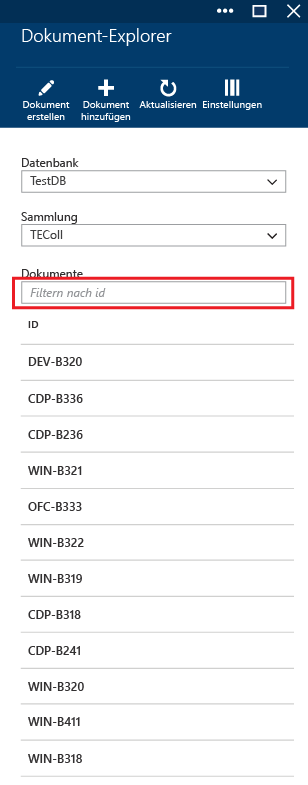 Dokument-Explorer
Dokument erstellen
Dokument hinzufügen
Aktualisieren
Einstellungen
Datenbank
TestDB
Sammlung
TEColl
Dokumente
Filtern nach id
ID
DEV-B320
CDP-B336
CDP-B236
WIN-B321
OFC-B333
WIN-B322
WIN-B319
CDP-B318
CDP-B241
WIN-B320
WIN-B411
WIN-B318